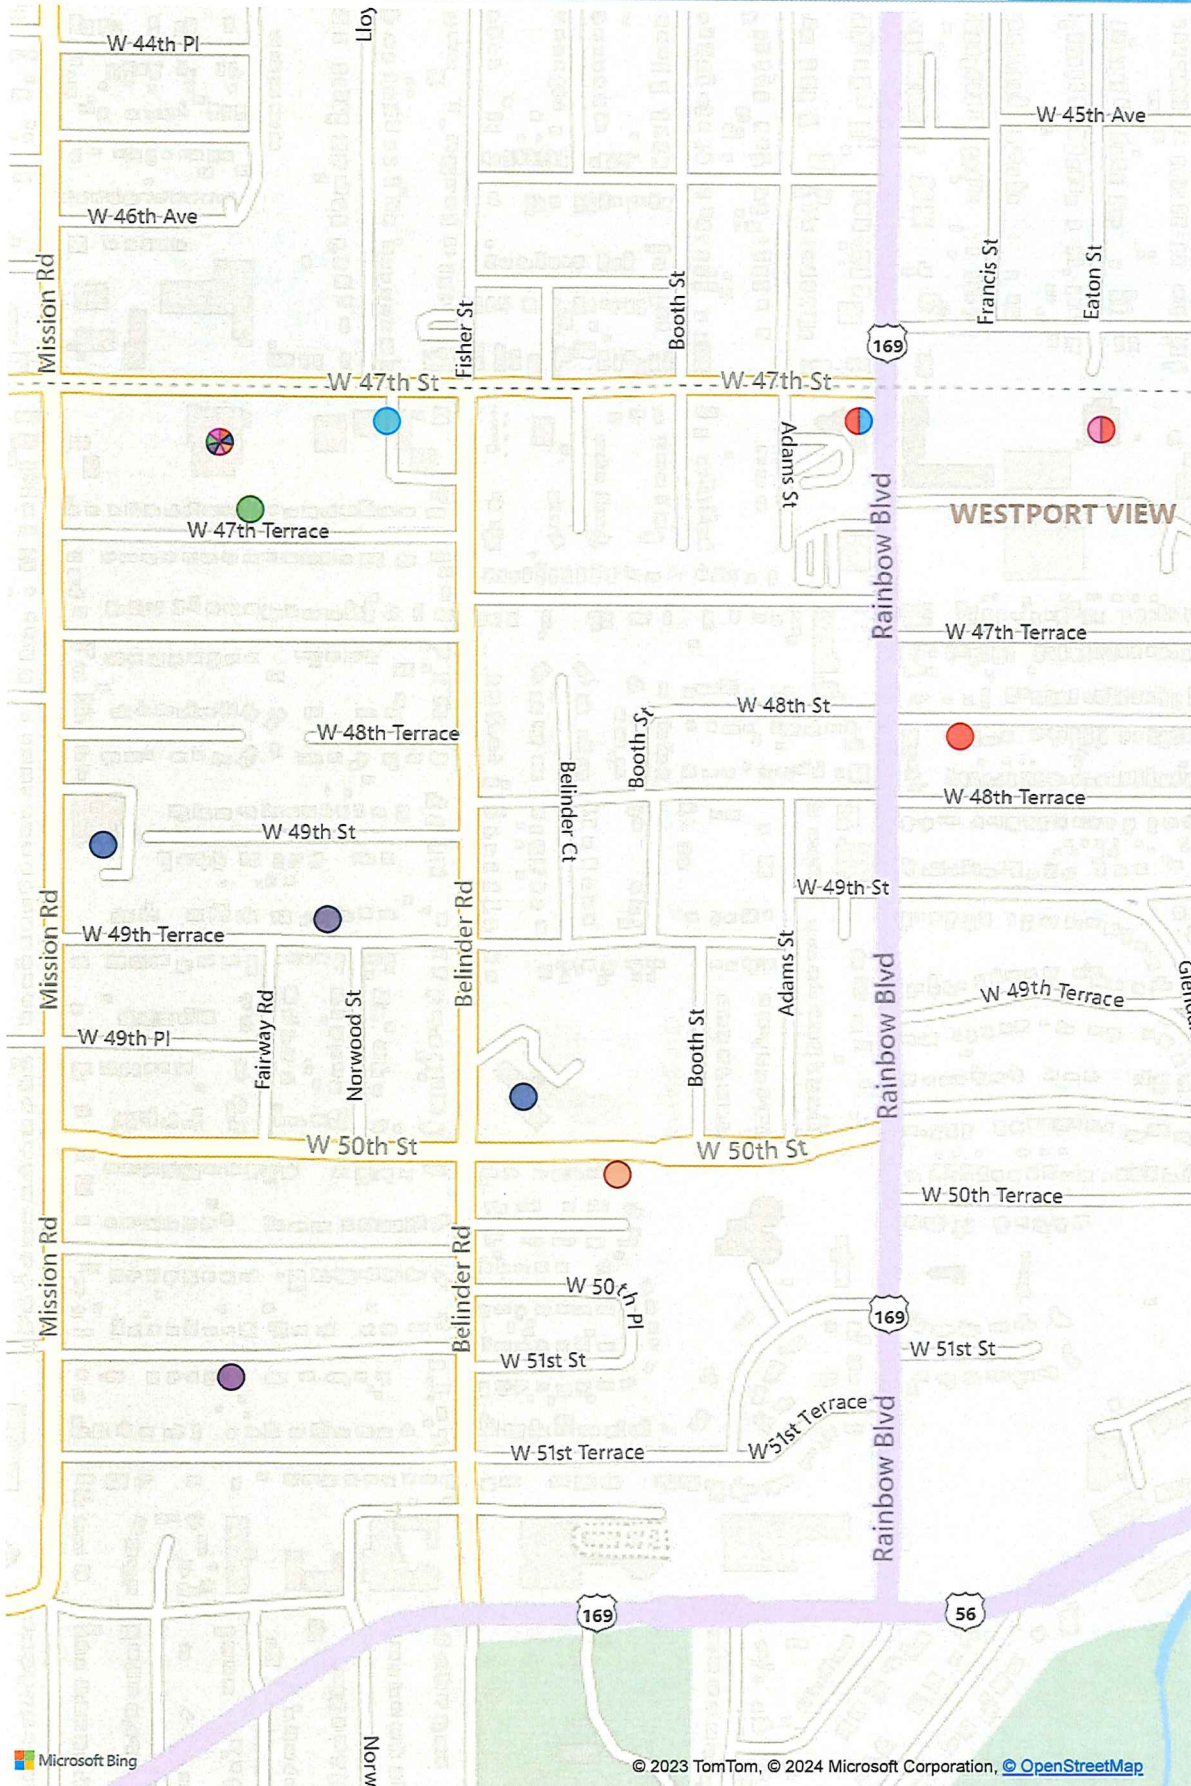 Lloy
W 44th Pl
W 45th Ave
W 46th Ave
Mission Rd
Fisher St
Booth St
Francis St
Eaton St
169
W 47th St
W 47th St
Adams St
Rainbow Blvd
WESTPORT VIEW
W 47th Terrace
W 47th Terrace
W 48th St
Booth St
W 48th Terrace
Belinder Ct
W 48th Terrace
W 49th St
W 49th St
Mission Rd
Belinder Rd
W 49th Terrace
Adams St
Rainbow Blvd
W 49th Terrace
Fairway Rd
Norwood St
Booth St
W 49th Pl
W 50th St
W 50th St
W 50th Terrace
Mission Rd
Belinder Rd
W 50th Pl
169
W 51st St
W 51st St
W 51st Terrace
W 51st Terrace
Rainbow Blvd
169
56
Norw
Microsoft Bing
© 2023 TomTom, © 2024 Microsoft Corporation, © OpenStreetMap